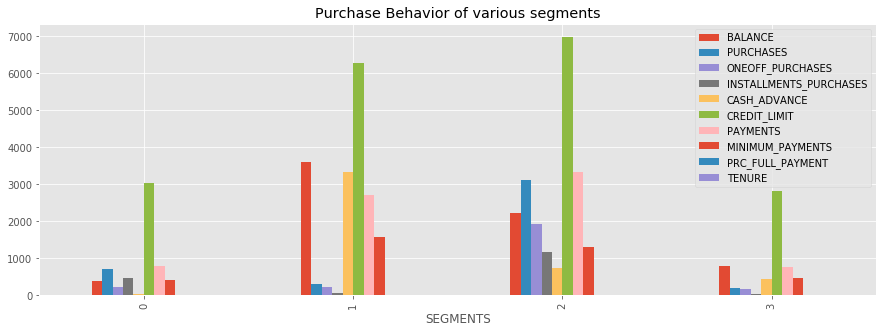 Purchase Behavior of various segments
7000
6000
5000
4000
3000
2000
1000
0
BALANCE
PURCHASES
ONEOFF_PURCHASES
INSTALLMENTS_PURCHASES
CASH_ADVANCE
CREDIT_LIMIT
PAYMENTS
MINIMUM_PAYMENTS
PRC_FULL_PAYMENT
TENURE
0
1
2
3
SEGMENTS